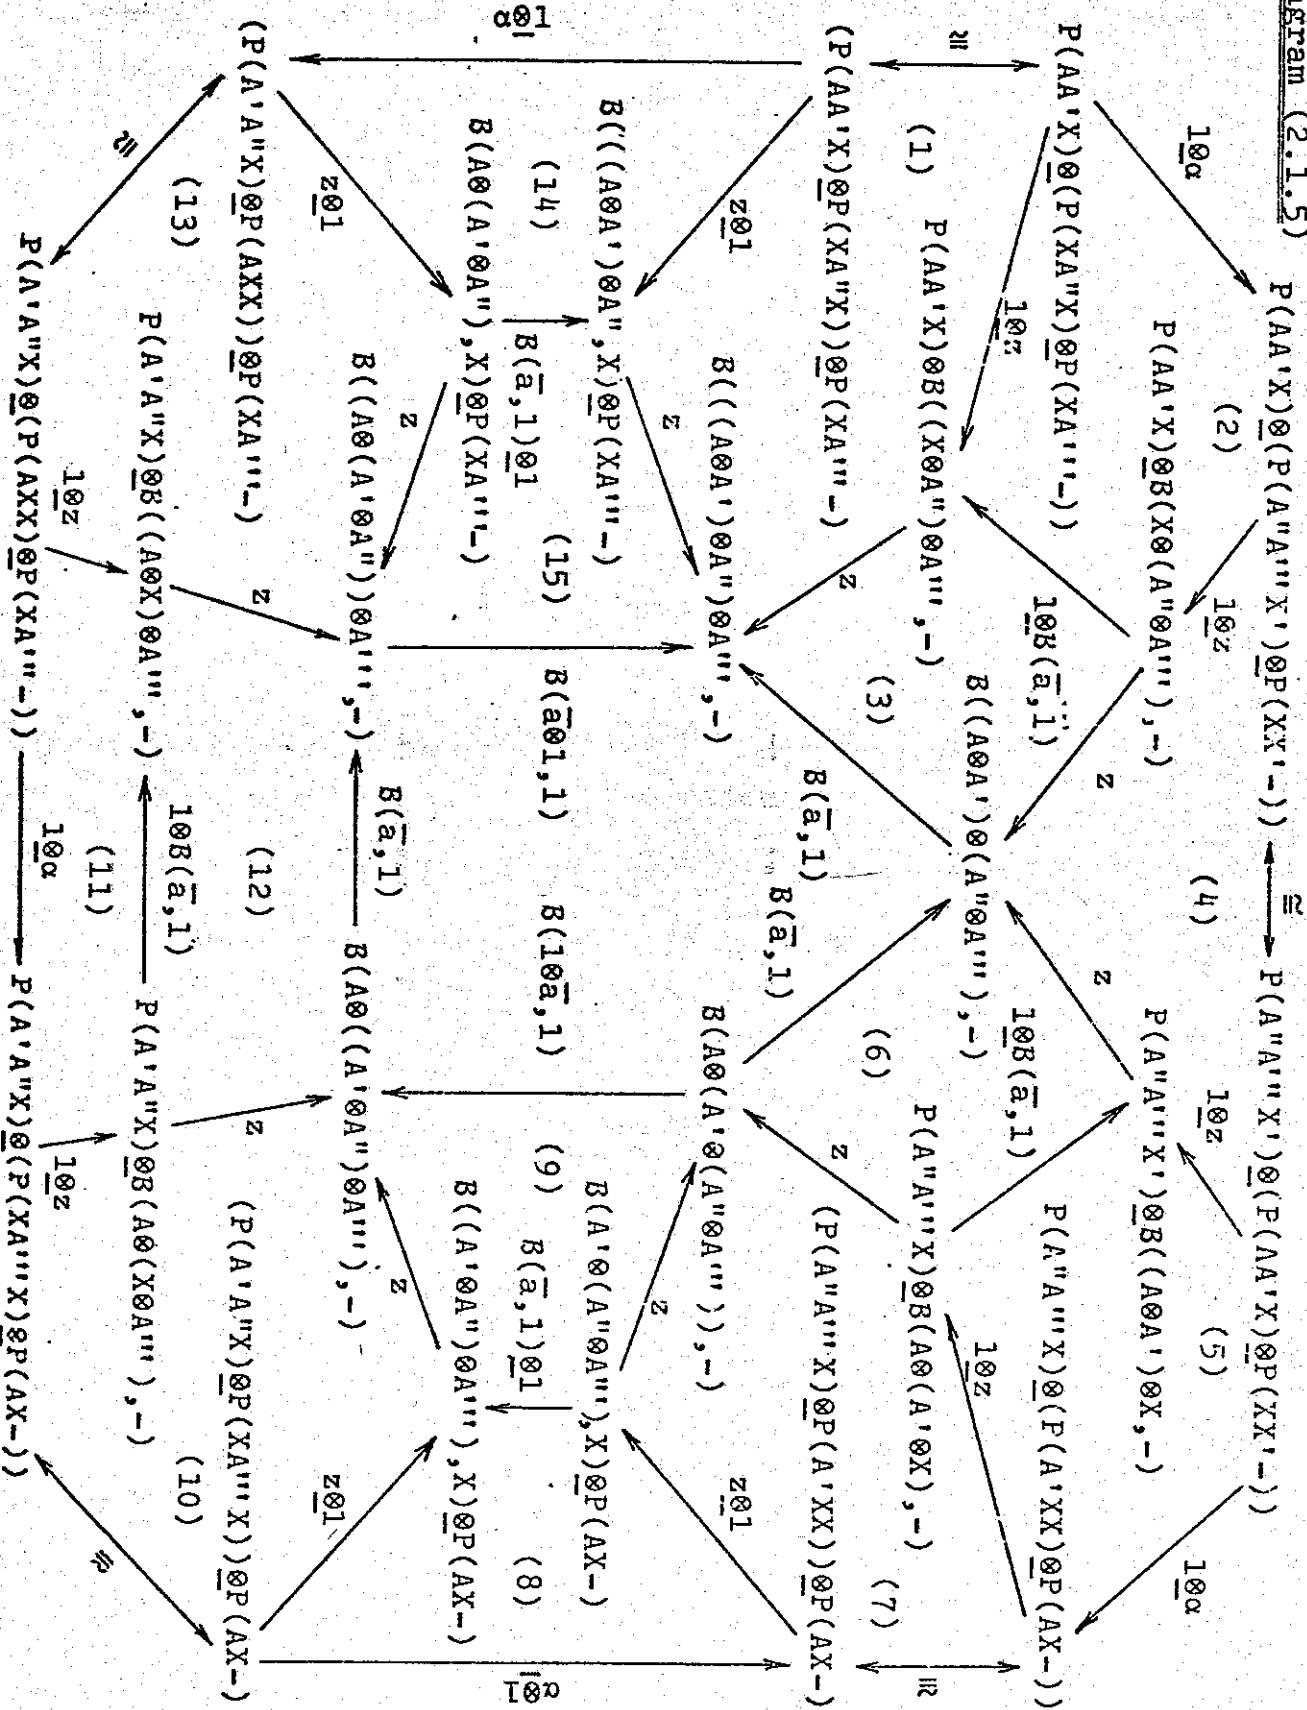 gram (2.1.5)
P(AA'X)⊗̲(P(A"A'''X')⊗̲P(XX'-)) ≅ P(A"A'''X')⊗̲(P(AA'X)⊗̲P(XX'-))
1⊗̲α (2) 1⊗̲z (4) 1⊗̲z (5) 1⊗̲α
P(AA'X)⊗̲B(X⊗(A"⊗A'''),-) P(A"A'''X')⊗̲B((A⊗A')⊗X,-)
z z
P(AA'X)⊗̲(P(XA"X)⊗̲P(XA'''-)) P(A"A'''X)⊗̲(P(A'XX)⊗̲P(AX-))
1⊗̲z 1⊗̲B(a̅,1) 1⊗̲B(a̅,1) 1⊗̲z
≅ (1) P(AA'X)⊗̲B((X⊗A")⊗A''',-) B((A⊗A')⊗(A"⊗A'''),-) P(A"A'''X)⊗̲B(A⊗(A'⊗X),-) ≅
(3) (6) (7)
z B(a̅,1) B(a̅,1) z
(P(AA'X)⊗̲P(XA"X))⊗̲P(XA'''-) (P(A"A'''X)⊗̲P(A'XX))⊗̲P(AX-)
z⊗̲1 B(((A⊗A')⊗A")⊗A''',-) B(A⊗(A'⊗(A"⊗A''')),-) z⊗̲1
z z
B((A⊗A')⊗A",X)⊗̲P(XA'''-) B(A'⊗(A"⊗A'''),X)⊗̲P(AX-)
α⊗̲1 (14) B(a̅,1)⊗̲1 (15) B(a̅⊗1,1) B(1⊗a̅,1) (9) B(a̅,1)⊗̲1 (8) α⊗̲1
B(A⊗(A'⊗A"),X)⊗̲P(XA'''-) B((A'⊗A")⊗A''',X)⊗̲P(AX-)
z B(a̅,1) z
z⊗̲1 B((A⊗(A'⊗A"))⊗A''',-) B(A⊗((A'⊗A")⊗A'''),-) z⊗̲1
z (12) z
(P(A'A"X)⊗̲P(AXX))⊗̲P(XA'''-) (P(A'A"X)⊗̲P(XA'''X))⊗̲P(AX-)
(13) 1⊗B(a̅,1) (10)
P(A'A"X)⊗̲B((A⊗X)⊗A''',-) P(A'A"X)⊗̲B(A⊗(X⊗A'''),-)
≅ 1⊗̲z (11) 1⊗̲z ≅
1⊗̲α
P(A'A"X)⊗̲(P(AXX)⊗̲P(XA'''-)) P(A'A"X)⊗̲(P(XA'''X)⊗̲P(AX-))